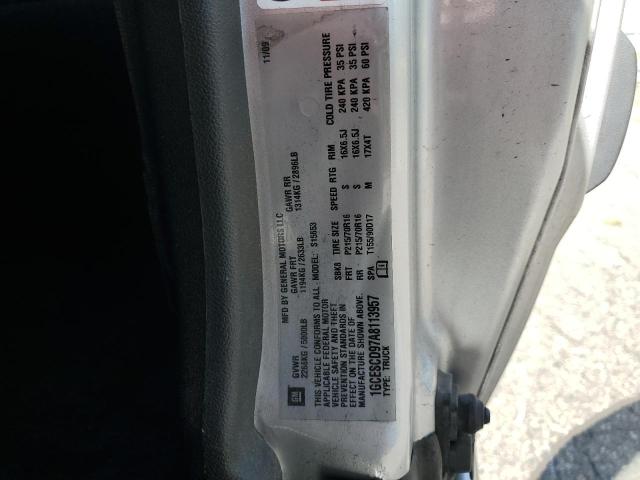 GM
MFD BY GENERAL MOTORS LLC
11/09
GVWR GAWR FRT GAWR RR
2268KG / 5000LB 1194KG / 2633LB 1314KG / 2896LB
THIS VEHICLE CONFORMS TO ALL
APPLICABLE FEDERAL MOTOR
VEHICLE SAFETY AND THEFT
PREVENTION STANDARDS IN
EFFECT ON THE DATE OF
MANUFACTURE SHOWN ABOVE.
1GCESCD97A8113957
TYPE: TRUCK
MODEL: S15653
SBK8 TIRE SIZE SPEED RTG RIM COLD TIRE PRESSURE
FRT P215/70R16 S 16X6.5J 240 KPA 35 PSI
RR P215/70R16 S 16X6.5J 240 KPA 35 PSI
SPA T155/90D17 M 17X4T 420 KPA 60 PSI